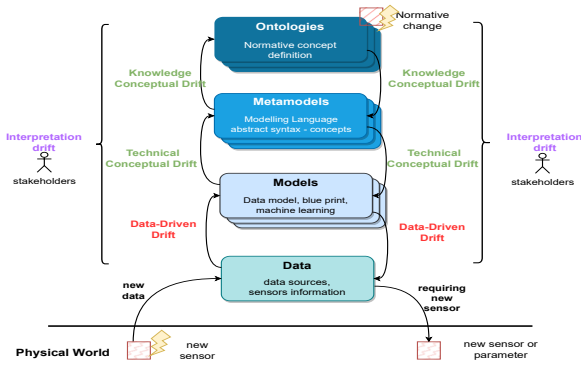 Normative
change
Ontologies
Normative concept
definition
Knowledge
Conceptual Drift
Knowledge
Conceptual Drift
Metamodels
Modelling Language
abstract syntax - concepts
Interpretation
drift
stakeholders
Technical
Conceptual Drift
Technical
Conceptual Drift
Interpretation
drift
stakeholders
Models
Data model, blue print,
machine learning
Data-Driven
Drift
Data-Driven
Drift
Data
data sources,
sensors information
new
data
requiring
new
sensor
Physical World
new
sensor
new sensor or
parameter